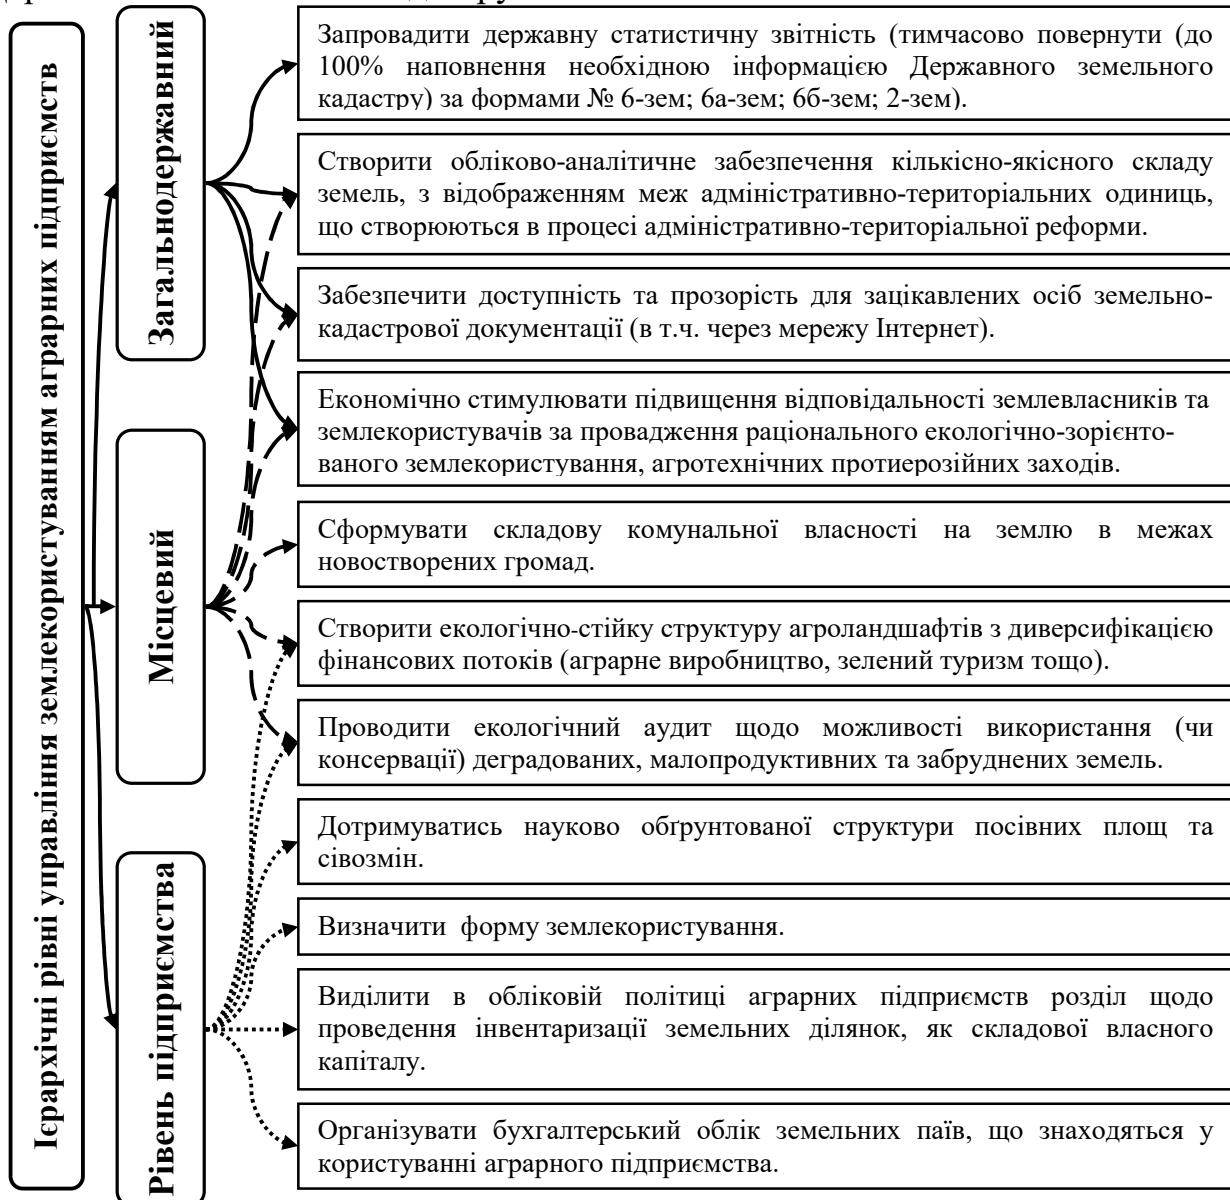 Ієрархічні рівні управління землекористуванням аграрних підприємств
Загальнодержавний
Місцевий
Рівень підприємства
Запровадити державну статистичну звітність (тимчасово повернути (до
100% наповнення необхідною інформацією Державного земельного
кадастру) за формами № 6-зем; 6а-зем; 6б-зем; 2-зем).
Створити обліково-аналітичне забезпечення кількісно-якісного складу
земель, з відображенням меж адміністративно-територіальних одиниць,
що створюються в процесі адміністративно-територіальної реформи.
Забезпечити доступність та прозорість для зацікавлених осіб земельно-
кадастрової документації (в т.ч. через мережу Інтернет).
Економічно стимулювати підвищення відповідальності землевласників та
землекористувачів за провадження раціонального екологічно-зорієнто-
ваного землекористування, агротехнічних протиерозійних заходів.
Сформувати складову комунальної власності на землю в межах
новостворених громад.
Створити екологічно-стійку структуру агроландшафтів з диверсифікацією
фінансових потоків (аграрне виробництво, зелений туризм тощо).
Проводити екологічний аудит щодо можливості використання (чи
консервації) деградованих, малопродуктивних та забруднених земель.
Дотримуватись науково обґрунтованої структури посівних площ та
сівозмін.
Визначити форму землекористування.
Виділити в обліковій політиці аграрних підприємств розділ щодо
проведення інвентаризації земельних ділянок, як складової власного
капіталу.
Організувати бухгалтерський облік земельних паїв, що знаходяться у
користуванні аграрного підприємства.